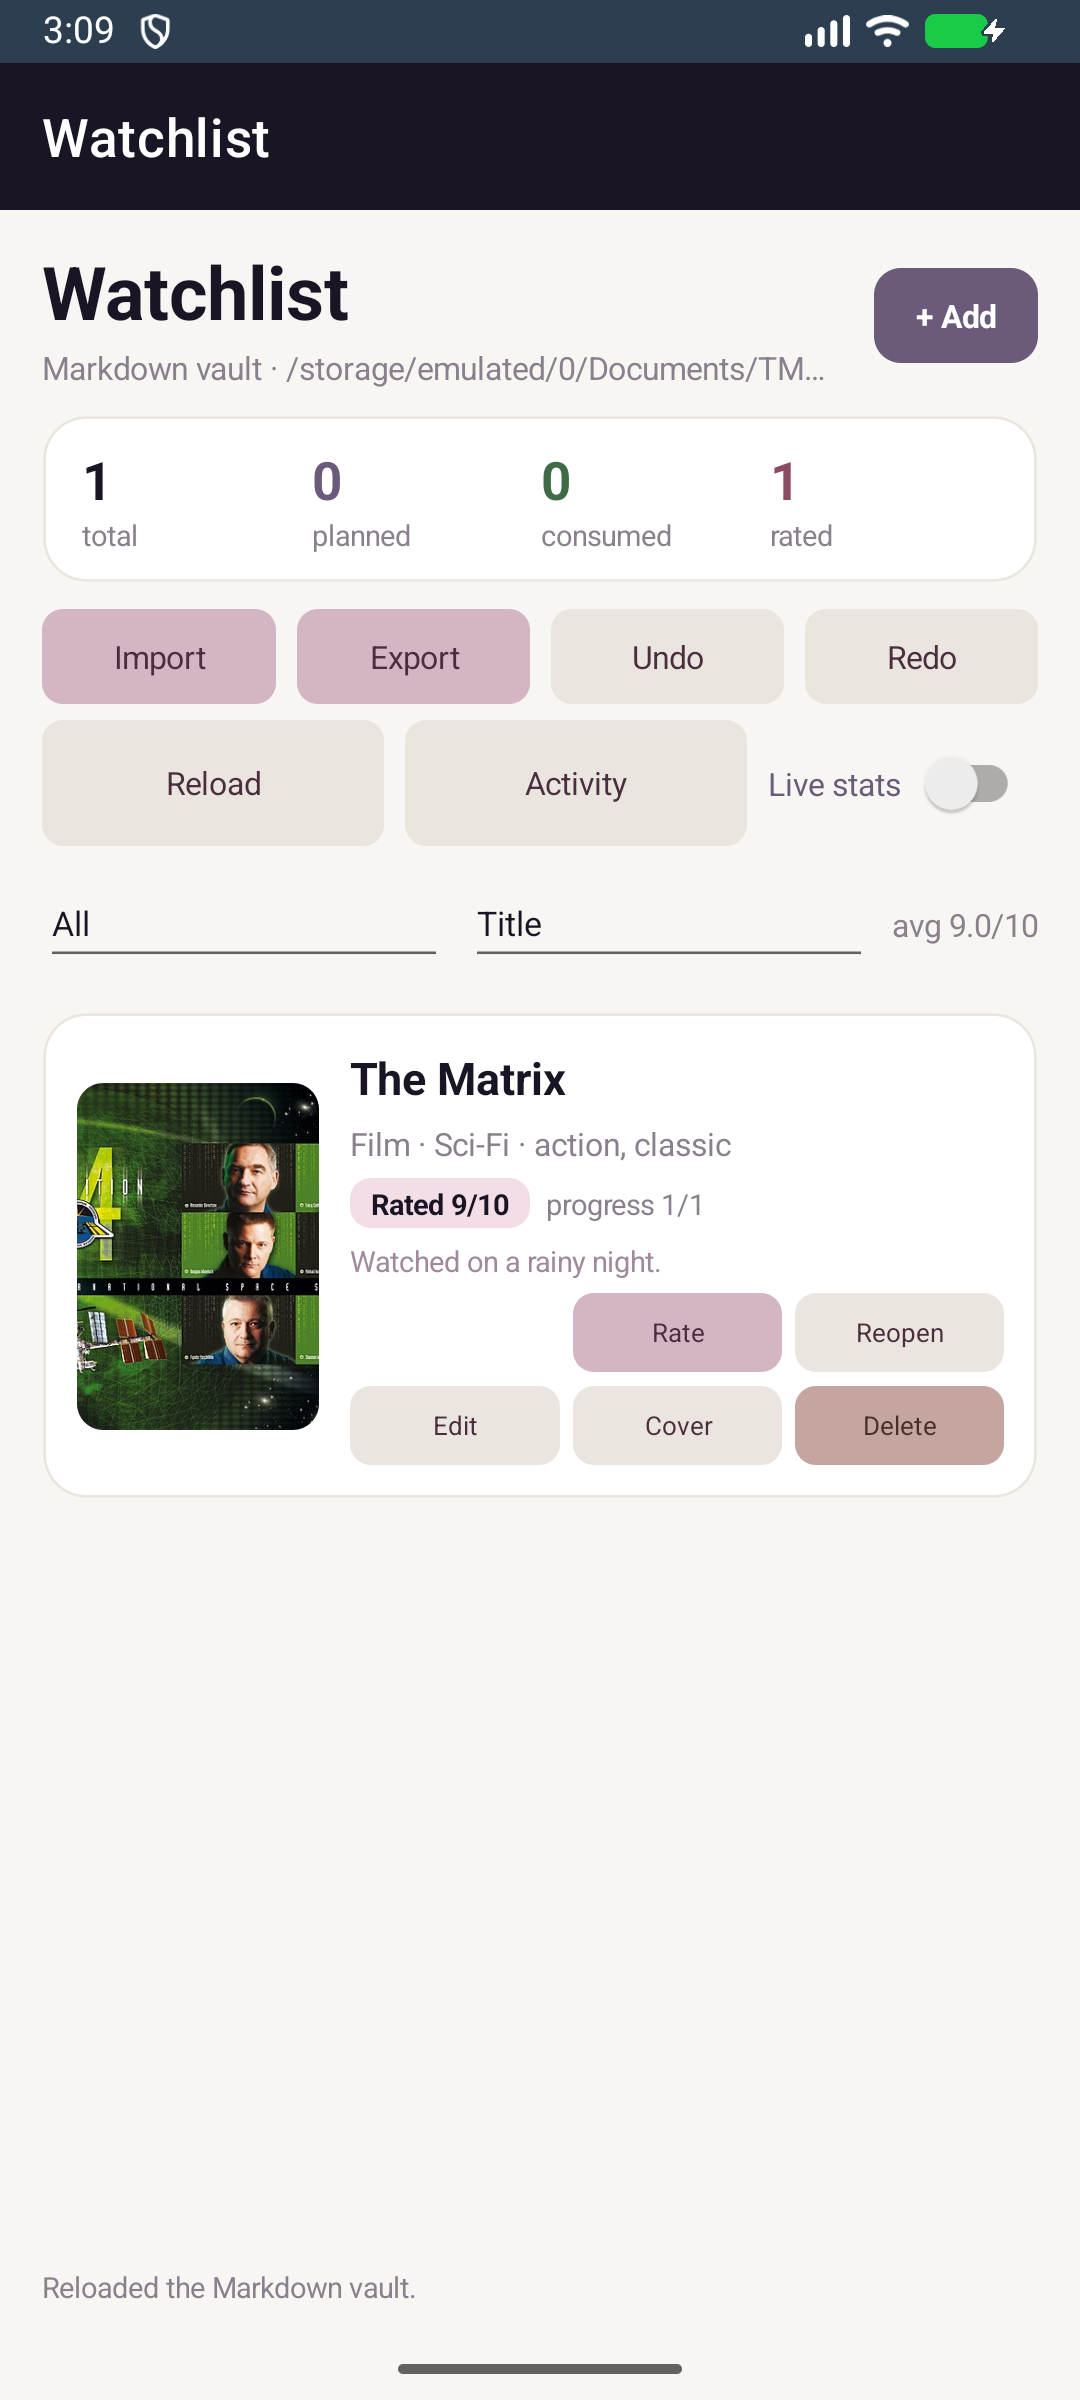 3:09
Watchlist
Watchlist
+ Add
Markdown vault · /storage/emulated/0/Documents/TM...
1 0 0 1
total planned consumed rated
Import Export Undo Redo
Reload Activity Live stats
All Title avg 9.0/10
The Matrix
Film · Sci-Fi · action, classic
Rated 9/10 progress 1/1
Watched on a rainy night.
Rate Reopen
Edit Cover Delete
Reloaded the Markdown vault.